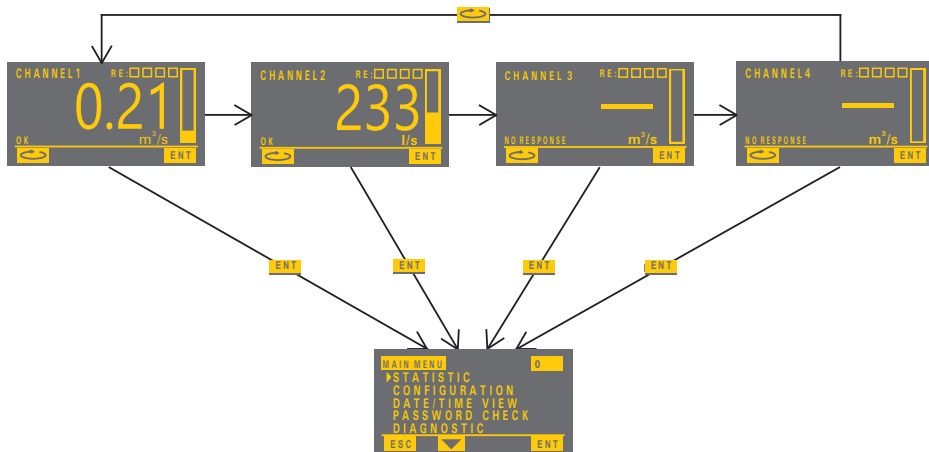 CHANNEL1 RE:
0.21
OK m³/s
ENT
CHANNEL2 RE:
233
OK l/s
ENT
CHANNEL 3 RE:
NO RESPONSE m³/s
ENT
CHANNEL4 RE:
NO RESPONSE m³/s
ENT
ENT
ENT
ENT
ENT
MAIN MENU 0
STATISTIC
CONFIGURATION
DATE/TIME VIEW
PASSWORD CHECK
DIAGNOSTIC
ESC ENT